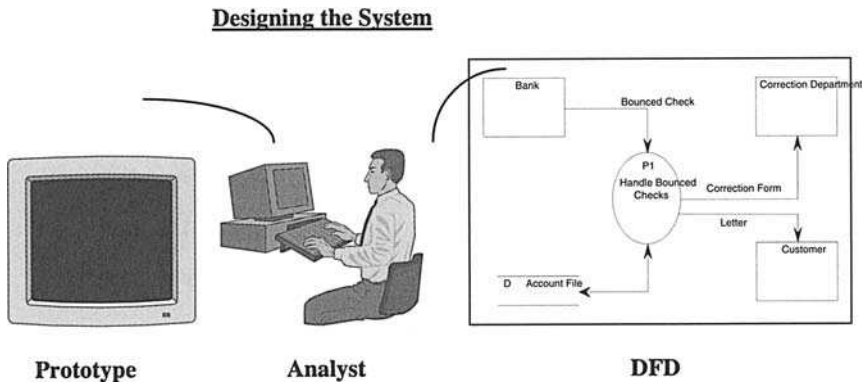 Designing the System
Bank
Correction Department
Bounced Check
P1
Handle Bounced
Checks
Correction Form
Letter
Customer
D Account File
Prototype
Analyst
DFD